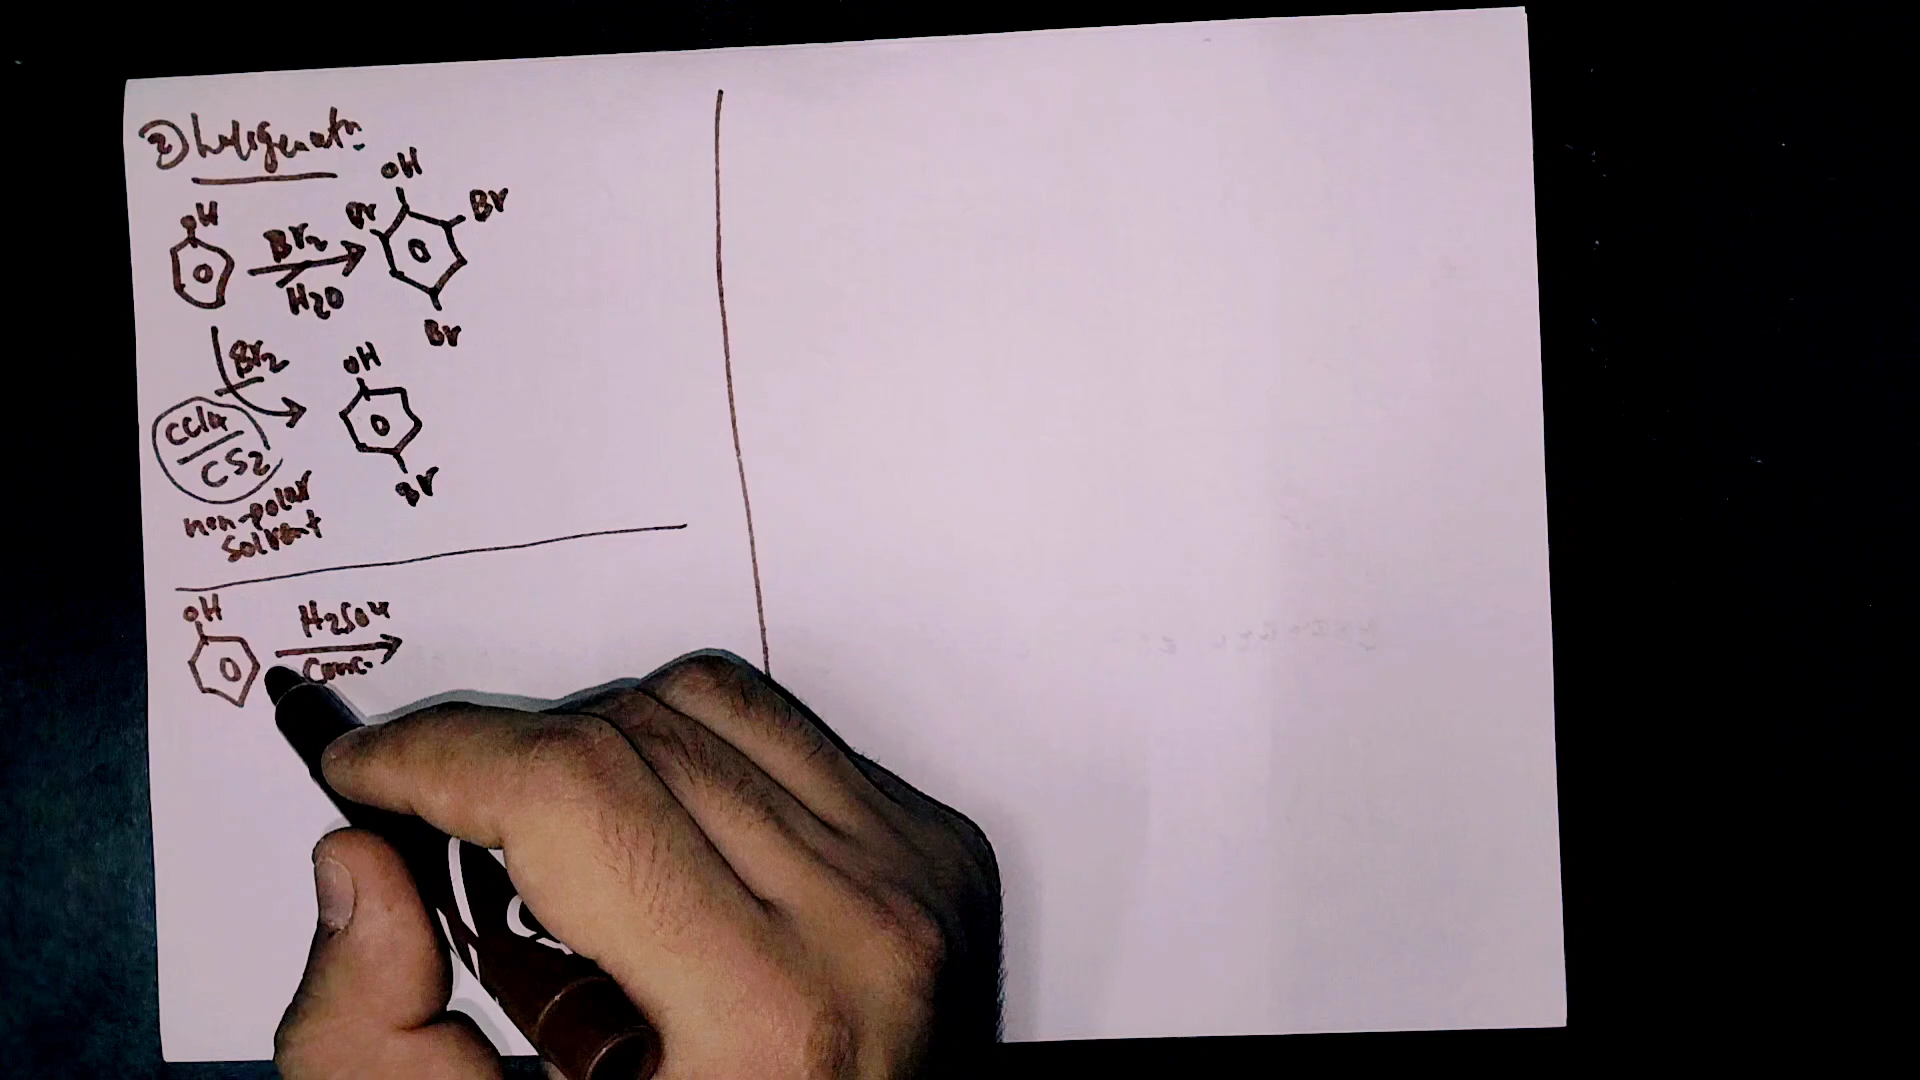 2) halogenatn
OH
Br2
H2O
OH
Br
Br
Br
Br2
CCl4
CS2
non-polar
solvent
OH
Br
OH
H2SO4
Conc.